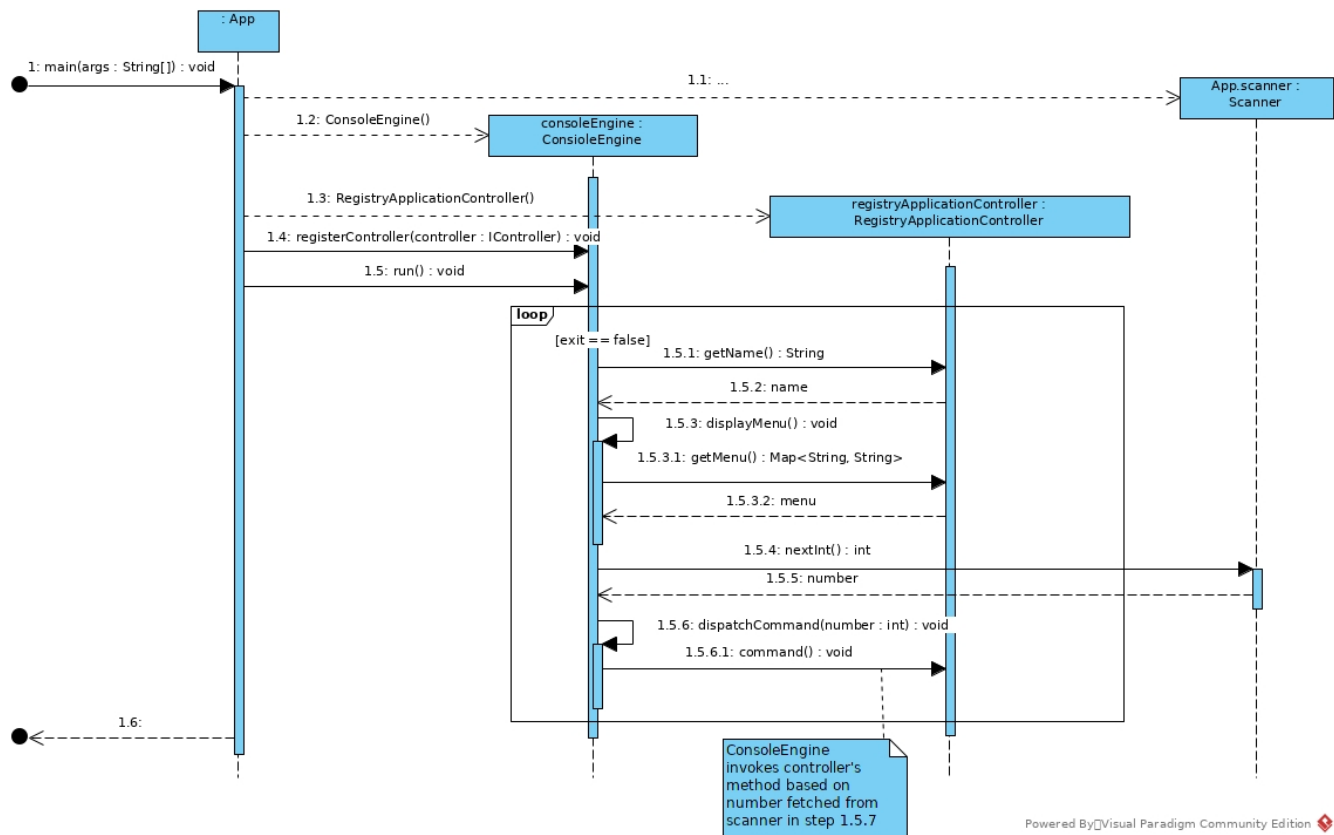 : App
1: main(args : String[]) : void
1.1: ...
App.scanner :
Scanner
1.2: ConsoleEngine()
consoleEngine :
ConsioleEngine
1.3: RegistryApplicationController()
registryApplicationController :
RegistryApplicationController
1.4: registerController(controller : IController) : void
1.5: run() : void
loop
[exit == false]
1.5.1: getName() : String
1.5.2: name
1.5.3: displayMenu() : void
1.5.3.1: getMenu() : Map<String, String>
1.5.3.2: menu
1.5.4: nextInt() : int
1.5.5: number
1.5.6: dispatchCommand(number : int) : void
1.5.6.1: command() : void
1.6:
ConsoleEngine
invokes controller's
method based on
number fetched from
scanner in step 1.5.7
Powered By Visual Paradigm Community Edition